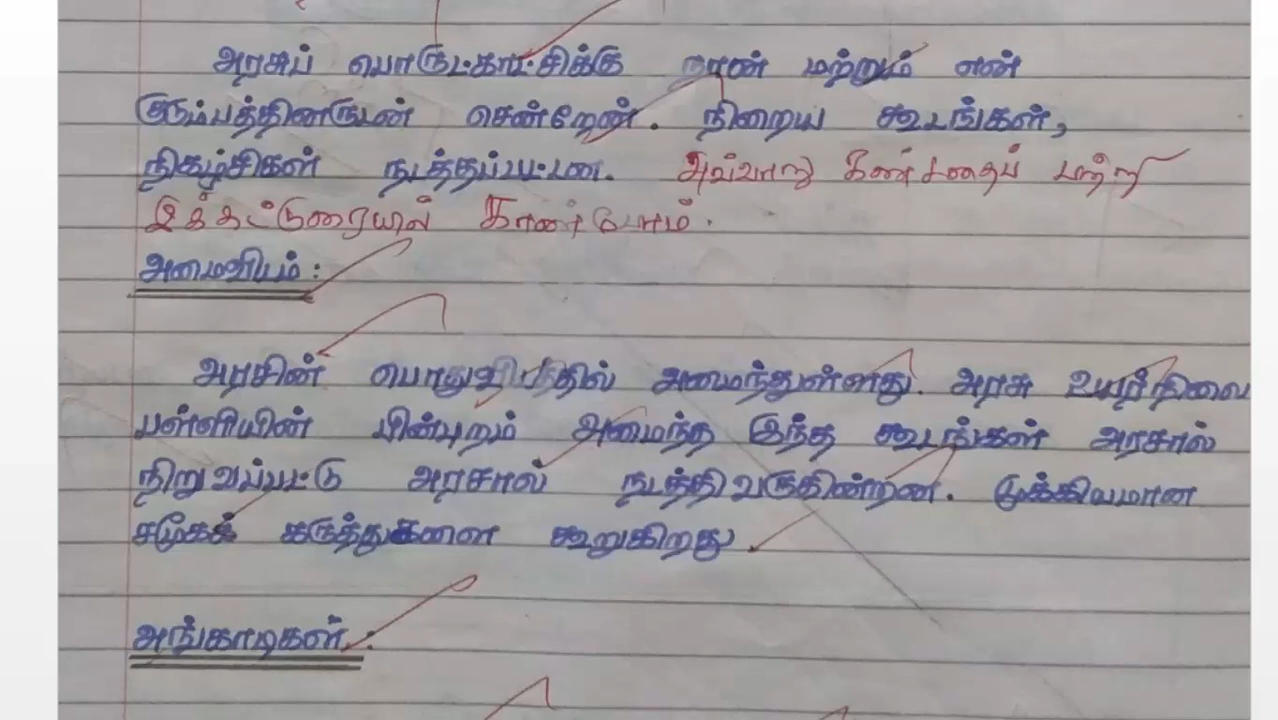 அரசுப் பொருட்காட்சிக்கு நான் மற்றும் என்
குடும்பத்தினருடன் சென்றேன். நிறைய கூடங்கள்,
நிகழ்சிகள் நடத்தப்பட்டன. அவ்வாறு கண்டதைப் பற்றி
இக்கட்டுரையில் காண்போம்.
அமைவிடம்:
அரசின் பொதுவிடத்தில் அமைந்துள்ளது. அரசு உயர்நிலை
பள்ளியின் பின்புறம் அமைந்த இந்த கூடங்கள் அரசால்
நிறுவப்பட்டு அரசால் நடத்திவருகின்றன. முக்கியமான
சமூகக் கருத்துகளை கூறுகிறது
அங்காடிகள்: